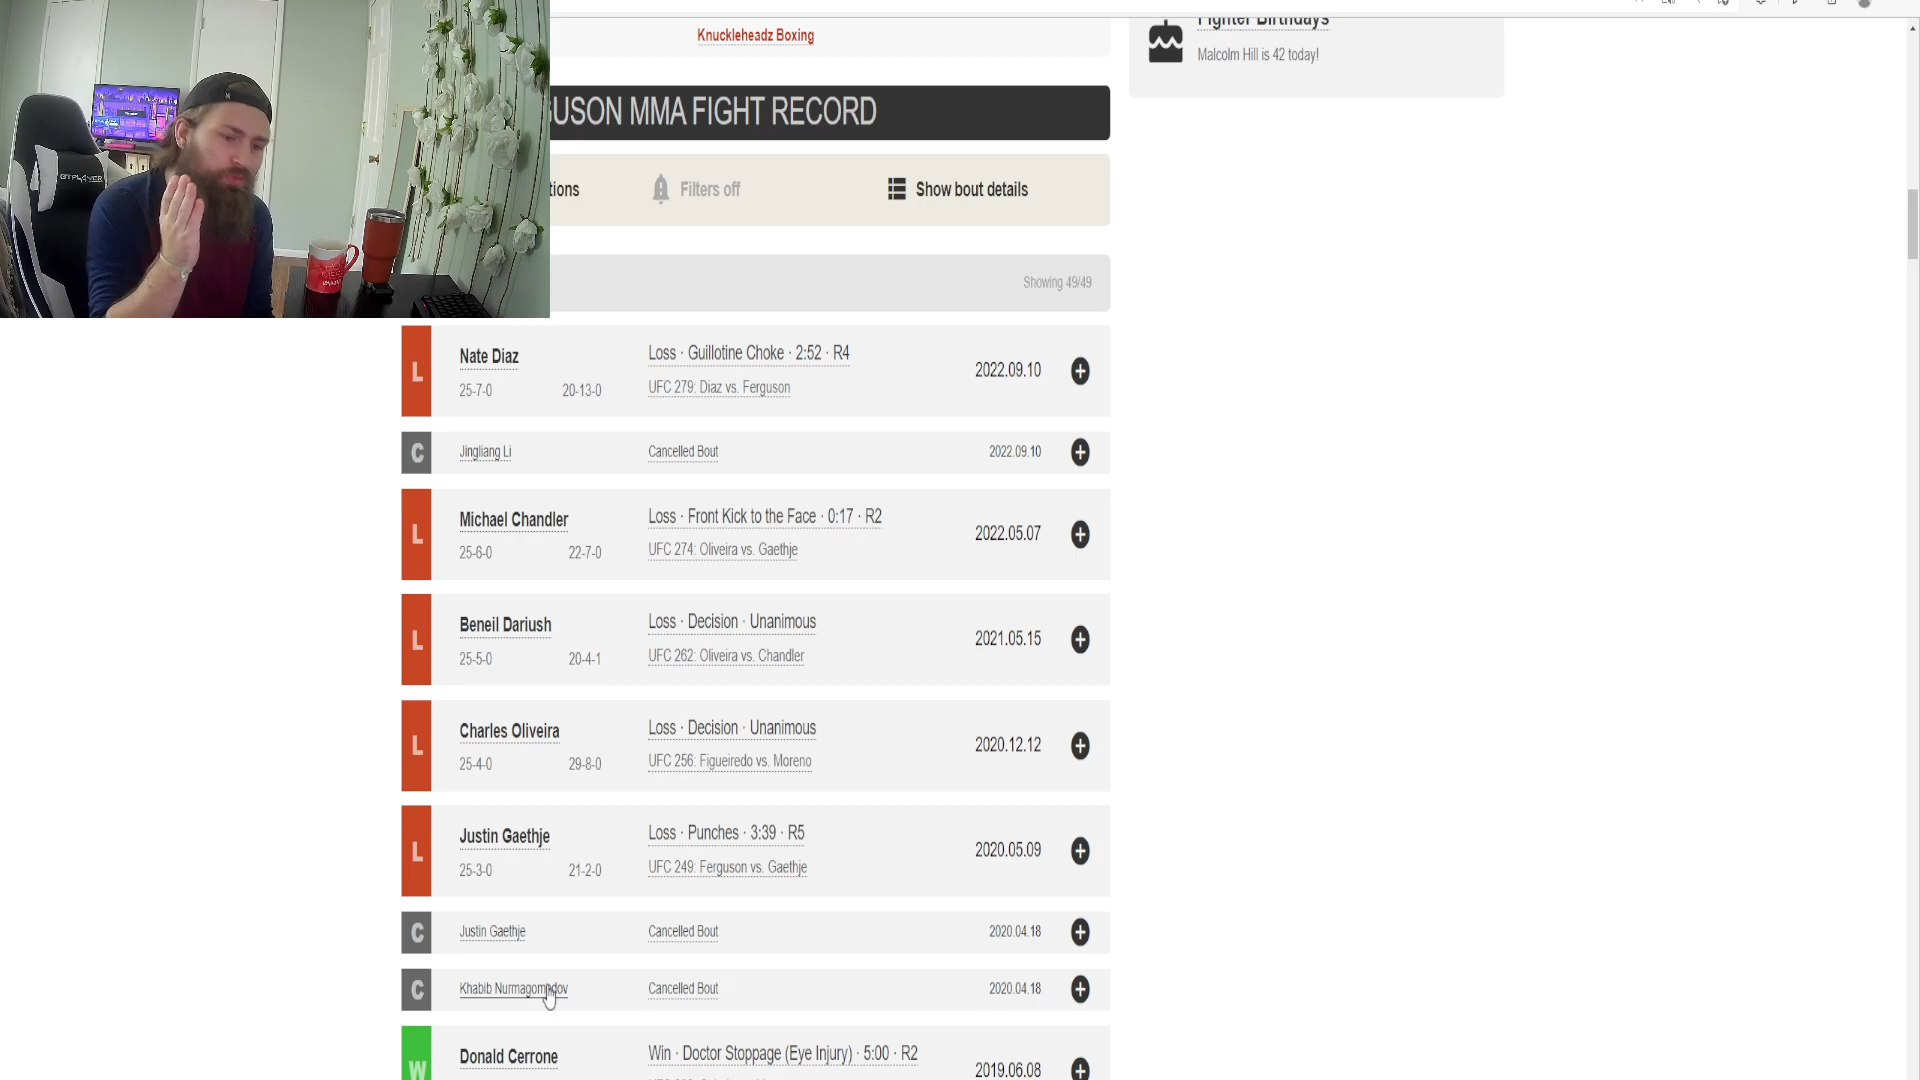 Knuckleheadz Boxing
Fighter Birthdays
Malcolm Hill is 42 today!
GUSON MMA FIGHT RECORD
tions
Filters off
Show bout details
Showing 49/49
L
Nate Diaz
25-7-0
20-13-0
Loss · Guillotine Choke · 2:52 · R4
UFC 279: Diaz vs. Ferguson
2022.09.10
C
Jingliang Li
Cancelled Bout
2022.09.10
L
Michael Chandler
25-6-0
22-7-0
Loss · Front Kick to the Face · 0:17 · R2
UFC 274: Oliveira vs. Gaethje
2022.05.07
L
Beneil Dariush
25-5-0
20-4-1
Loss · Decision · Unanimous
UFC 262: Oliveira vs. Chandler
2021.05.15
L
Charles Oliveira
25-4-0
29-8-0
Loss · Decision · Unanimous
UFC 256: Figueiredo vs. Moreno
2020.12.12
L
Justin Gaethje
25-3-0
21-2-0
Loss · Punches · 3:39 · R5
UFC 249: Ferguson vs. Gaethje
2020.05.09
C
Justin Gaethje
Cancelled Bout
2020.04.18
C
Khabib Nurmagomedov
Cancelled Bout
2020.04.18
W
Donald Cerrone
Win · Doctor Stoppage (Eye Injury) · 5:00 · R2
2019.06.08
GTPLAYER